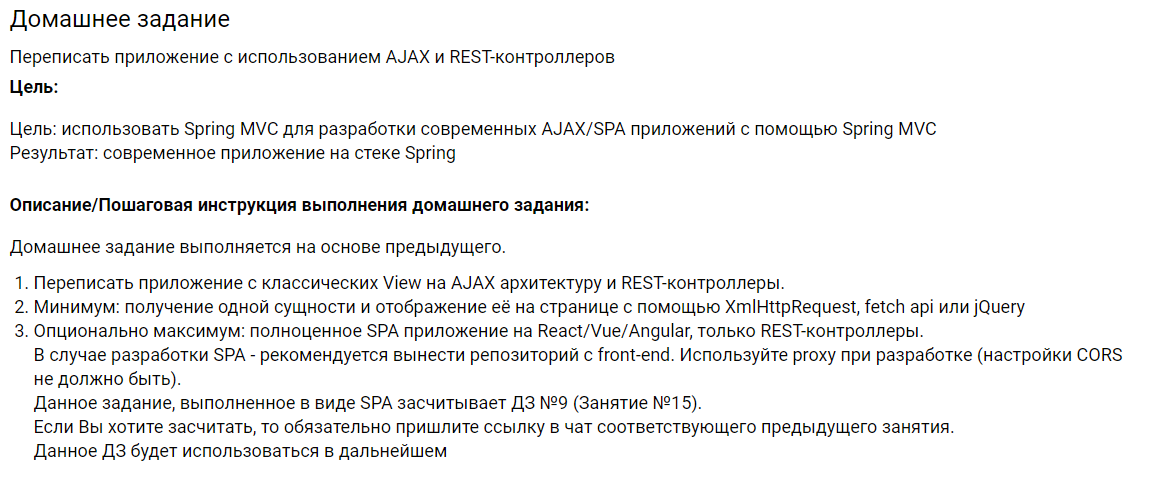 Домашнее задание
Переписать приложение с использованием AJAX и REST-контроллеров
Цель:
Цель: использовать Spring MVC для разработки современных AJAX/SPA приложений с помощью Spring MVC
Результат: современное приложение на стеке Spring
Описание/Пошаговая инструкция выполнения домашнего задания:
Домашнее задание выполняется на основе предыдущего.
1. Переписать приложение с классических View на AJAX архитектуру и REST-контроллеры.
2. Минимум: получение одной сущности и отображение её на странице с помощью XmlHttpRequest, fetch api или jQuery
3. Опционально максимум: полноценное SPA приложение на React/Vue/Angular, только REST-контроллеры.
В случае разработки SPA - рекомендуется вынести репозиторий с front-end. Используйте proxy при разработке (настройки CORS
не должно быть).
Данное задание, выполненное в виде SPA засчитывает ДЗ №9 (Занятие №15).
Если Вы хотите засчитать, то обязательно пришлите ссылку в чат соответствующего предыдущего занятия.
Данное ДЗ будет использоваться в дальнейшем